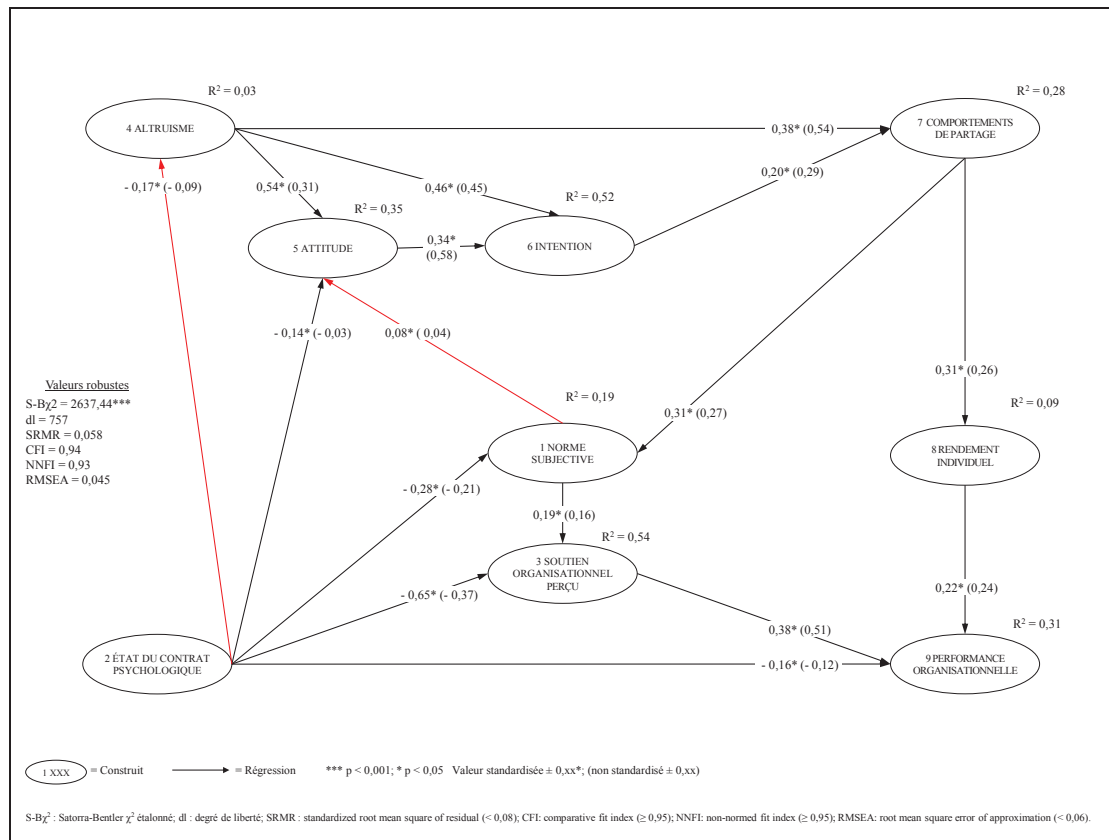 R² = 0,03
R² = 0,28
4 ALTRUISME
7 COMPORTEMENTS
DE PARTAGE
0,38* (0,54)
- 0,17* (- 0,09)
0,54* (0,31)
0,46* (0,45)
0,20* (0,29)
R² = 0,35
R² = 0,52
5 ATTITUDE
0,34*
(0,58)
6 INTENTION
- 0,14* (- 0,03)
0,08* ( 0,04)
Valeurs robustes
S-Bχ2 = 2637,44***
dl = 757
SRMR = 0,058
CFI = 0,94
NNFI = 0,93
RMSEA = 0,045
0,31* (0,26)
R² = 0,19
R² = 0,09
0,31* (0,27)
1 NORME
SUBJECTIVE
8 RENDEMENT
INDIVIDUEL
- 0,28* (- 0,21)
0,19* (0,16)
R² = 0,54
3 SOUTIEN
ORGANISATIONNEL
PERÇU
- 0,65* (- 0,37)
0,22* (0,24)
0,38* (0,51)
R² = 0,31
2 ÉTAT DU CONTRAT
PSYCHOLOGIQUE
- 0,16* (- 0,12)
9 PERFORMANCE
ORGANISATIONNELLE
1 XXX = Construit = Régression *** p < 0,001; * p < 0,05 Valeur standardisée ± 0,xx*; (non standardisé ± 0,xx)
S-Bχ² : Satorra-Bentler χ² étalonné; dl : degré de liberté; SRMR : standardized root mean square of residual (< 0,08); CFI: comparative fit index (≥ 0,95); NNFI: non-normed fit index (≥ 0,95); RMSEA: root mean square error of approximation (< 0,06).